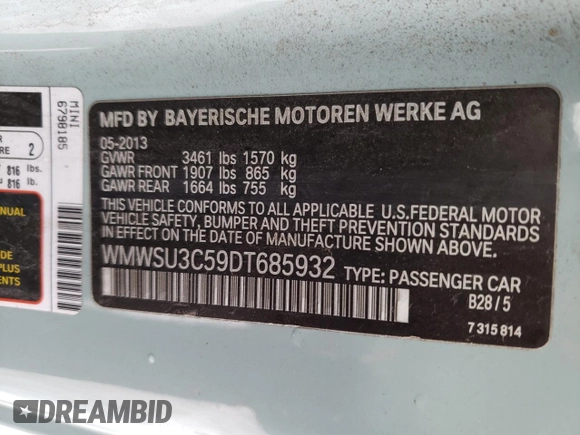 MFD BY BAYERISCHE MOTOREN WERKE AG
05-2013
GVWR 3461 lbs 1570 kg
GAWR FRONT 1907 lbs 865 kg
GAWR REAR 1664 lbs 755 kg
THIS VEHICLE CONFORMS TO ALL APPLICABLE U.S.FEDERAL MOTOR
VEHICLE SAFETY, BUMPER AND THEFT PREVENTION STANDARDS
IN EFFECT ON THE DATE OF MANUFACTURE SHOWN ABOVE.
WMWSU3C59DT685932 TYPE: PASSENGER CAR
B28/5
7 315 814
MINI
6798185
2
816 lbs.
816 lb.
ANUAL
PLUS
ENTS
DREAMBID